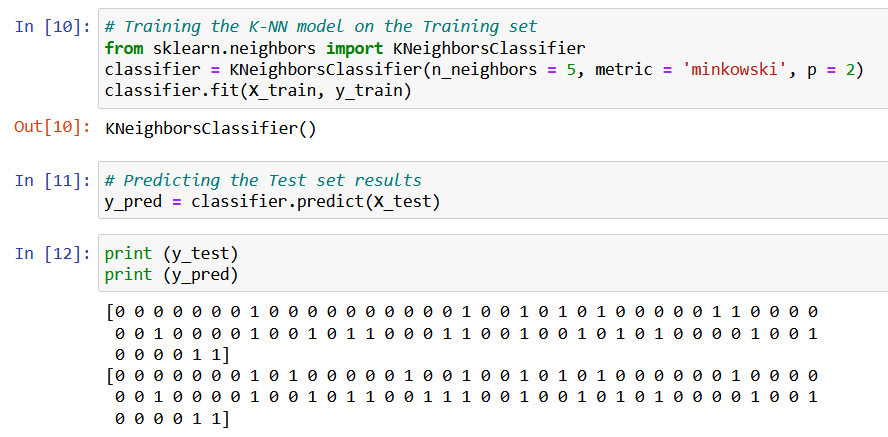 In [10]: # Training the K-NN model on the Training set
from sklearn.neighbors import KNeighborsClassifier
classifier = KNeighborsClassifier(n_neighbors = 5, metric = 'minkowski', p = 2)
classifier.fit(X_train, y_train)
Out[10]: KNeighborsClassifier()
In [11]: # Predicting the Test set results
y_pred = classifier.predict(X_test)
In [12]: print (y_test)
print (y_pred)
[0 0 0 0 0 0 0 1 0 0 0 0 0 0 0 0 0 0 1 0 0 1 0 1 0 1 0 0 0 0 0 1 1 0 0 0 0
0 0 1 0 0 0 0 1 0 0 1 0 1 1 0 0 0 1 1 0 0 1 0 0 1 0 1 0 1 0 0 0 0 1 0 0 1
0 0 0 0 1 1]
[0 0 0 0 0 0 0 1 0 1 0 0 0 0 0 1 0 0 1 0 0 1 0 1 0 1 0 0 0 0 0 0 1 0 0 0 0
0 0 1 0 0 0 0 1 0 0 1 0 1 1 0 0 1 1 1 0 0 1 0 0 1 0 1 0 1 0 0 0 0 1 0 0 1
0 0 0 0 1 1]